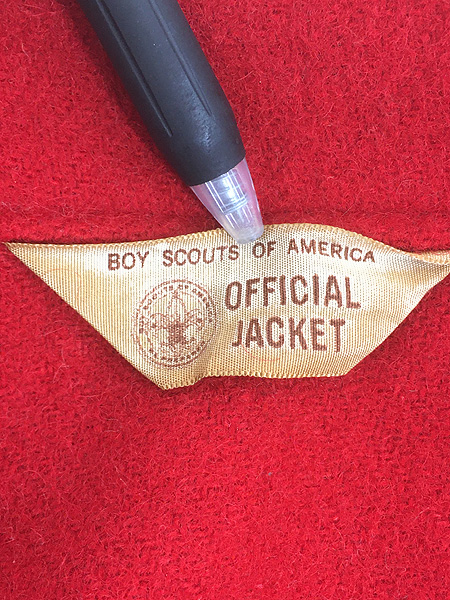 BOY SCOUTS OF AMERICA
OFFICIAL
JACKET